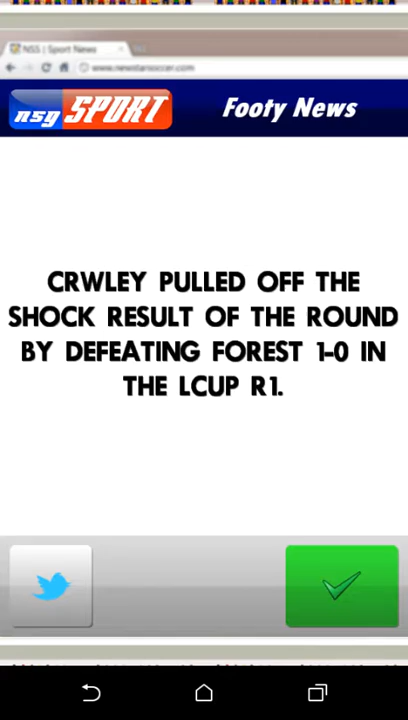 NSS | Sport News
www.newstarsoccer.com
nsg SPORT
Footy News
CRWLEY PULLED OFF THE
SHOCK RESULT OF THE ROUND
BY DEFEATING FOREST 1-0 IN
THE LCUP R1.